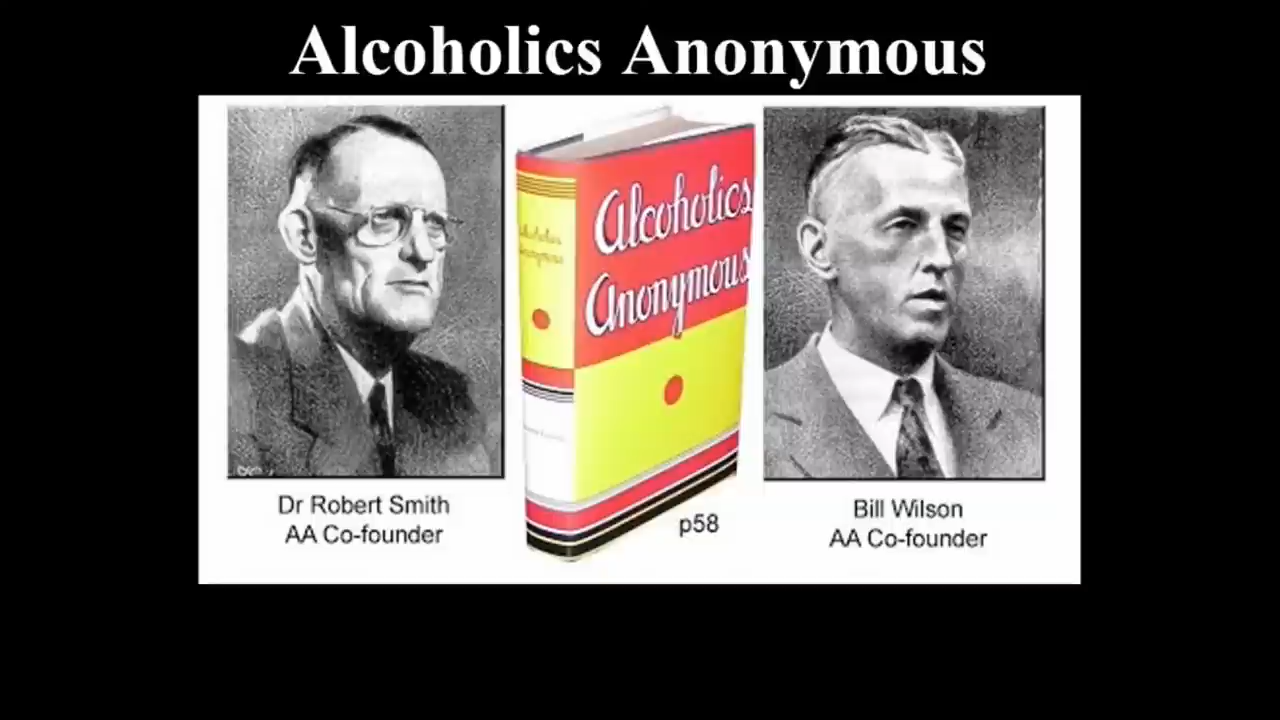 Alcoholics Anonymous
Alcoholics
Anonymous
Dr Robert Smith
AA Co-founder
p58
Bill Wilson
AA Co-founder